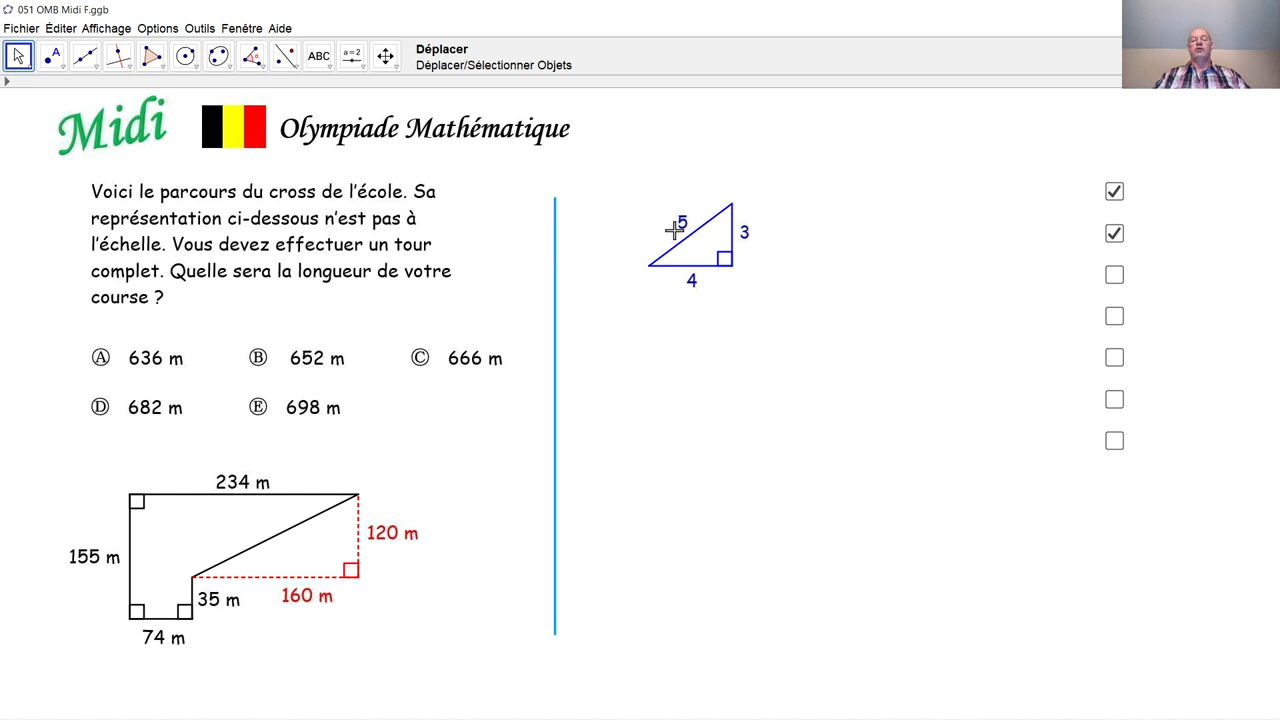 051 OMB Midi F.ggb
Fichier Éditer Affichage Options Outils Fenêtre Aide
A
ABC
a=2
Déplacer
Déplacer/Sélectionner Objets
Midi
Olympiade Mathématique
Voici le parcours du cross de l'école. Sa
représentation ci-dessous n'est pas à
l'échelle. Vous devez effectuer un tour
complet. Quelle sera la longueur de votre
course ?
Ⓐ 636 m Ⓑ 652 m Ⓒ 666 m
Ⓓ 682 m Ⓔ 698 m
234 m
120 m
155 m
35 m
160 m
74 m
5
3
4